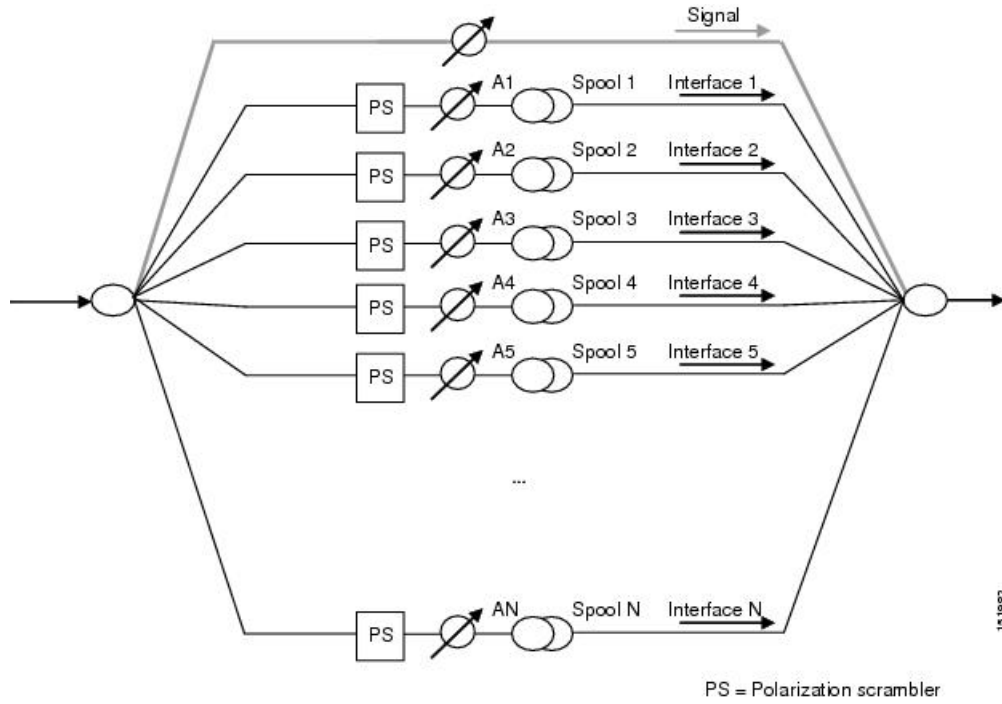 Signal
PS A1 Spool 1 Interface 1
PS A2 Spool 2 Interface 2
PS A3 Spool 3 Interface 3
PS A4 Spool 4 Interface 4
PS A5 Spool 5 Interface 5
...
PS AN Spool N Interface N
PS = Polarization scrambler